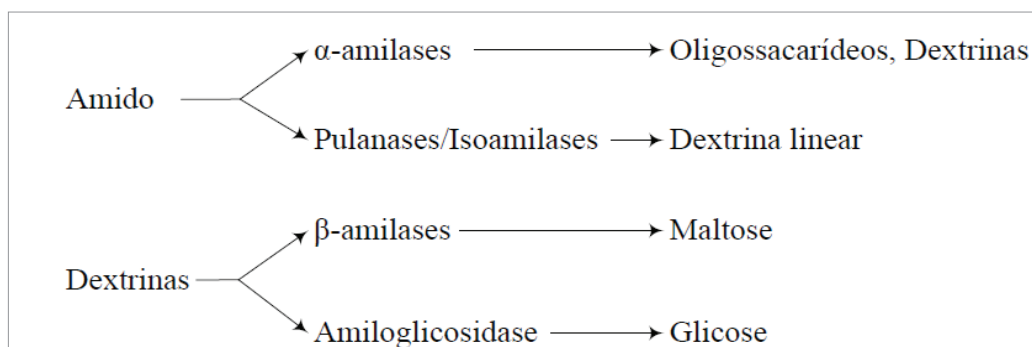 α-amilases Oligossacarídeos, Dextrinas
Amido
Pulanases/Isoamilases Dextrina linear
β-amilases Maltose
Dextrinas
Amiloglicosidase Glicose